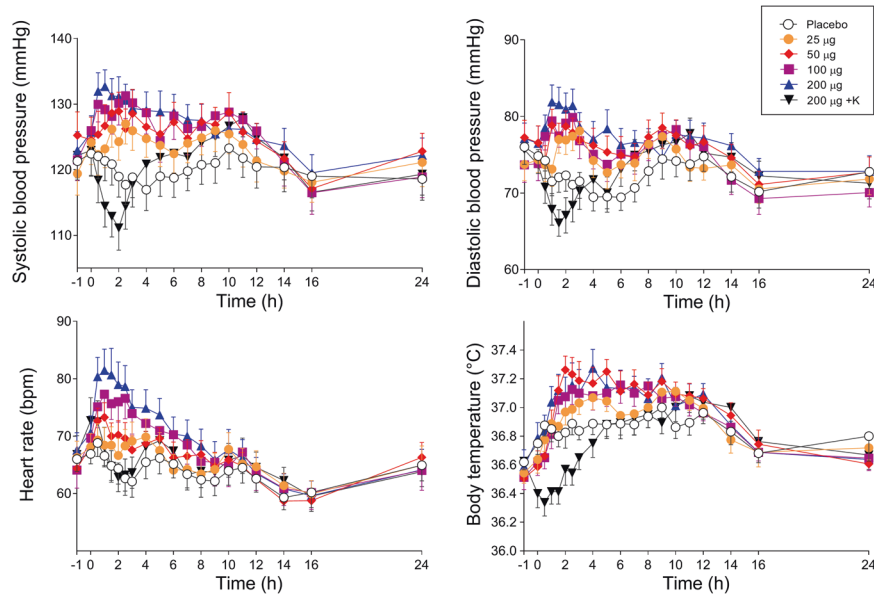 Systolic blood pressure (mmHg)
140
130
120
110
-1 0 2 4 6 8 10 12 14 16 24
Time (h)
Diastolic blood pressure (mmHg)
90
80
70
60
-1 0 2 4 6 8 10 12 14 16 24
Time (h)
Placebo
25 µg
50 µg
100 µg
200 µg
200 µg +K
Heart rate (bpm)
90
80
70
60
-1 0 2 4 6 8 10 12 14 16 24
Time (h)
Body temperature (°C)
37.4
37.2
37.0
36.8
36.6
36.4
36.2
36.0
-1 0 2 4 6 8 10 12 14 16 24
Time (h)